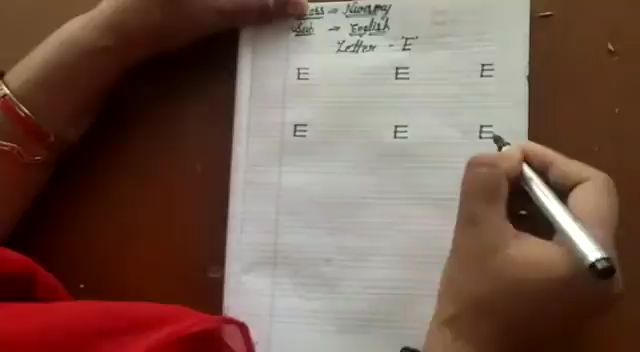 Class → Nursery
Sub → English
Letter - E
E E E
E E E